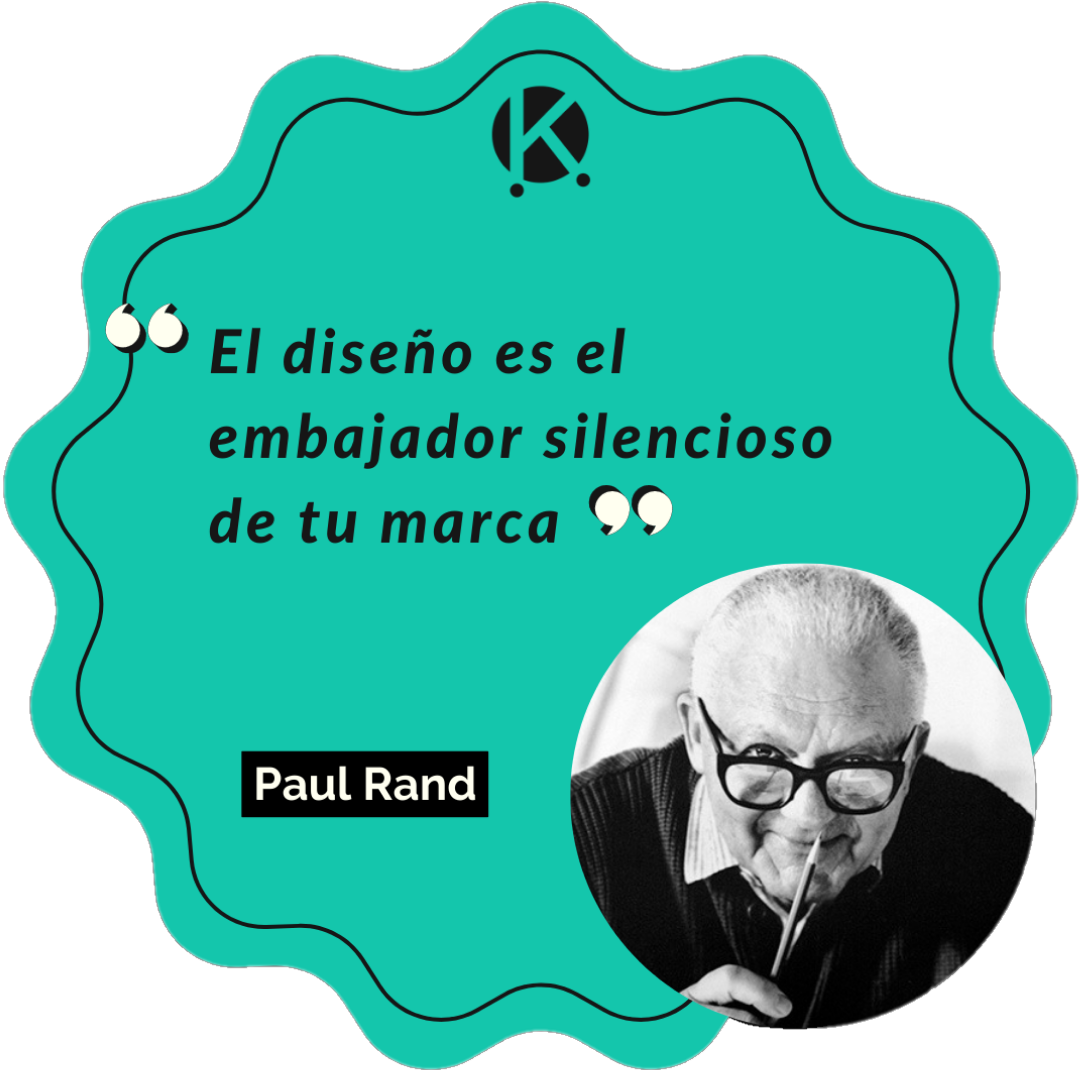 K
“ El diseño es el
embajador silencioso
de tu marca ”
Paul Rand